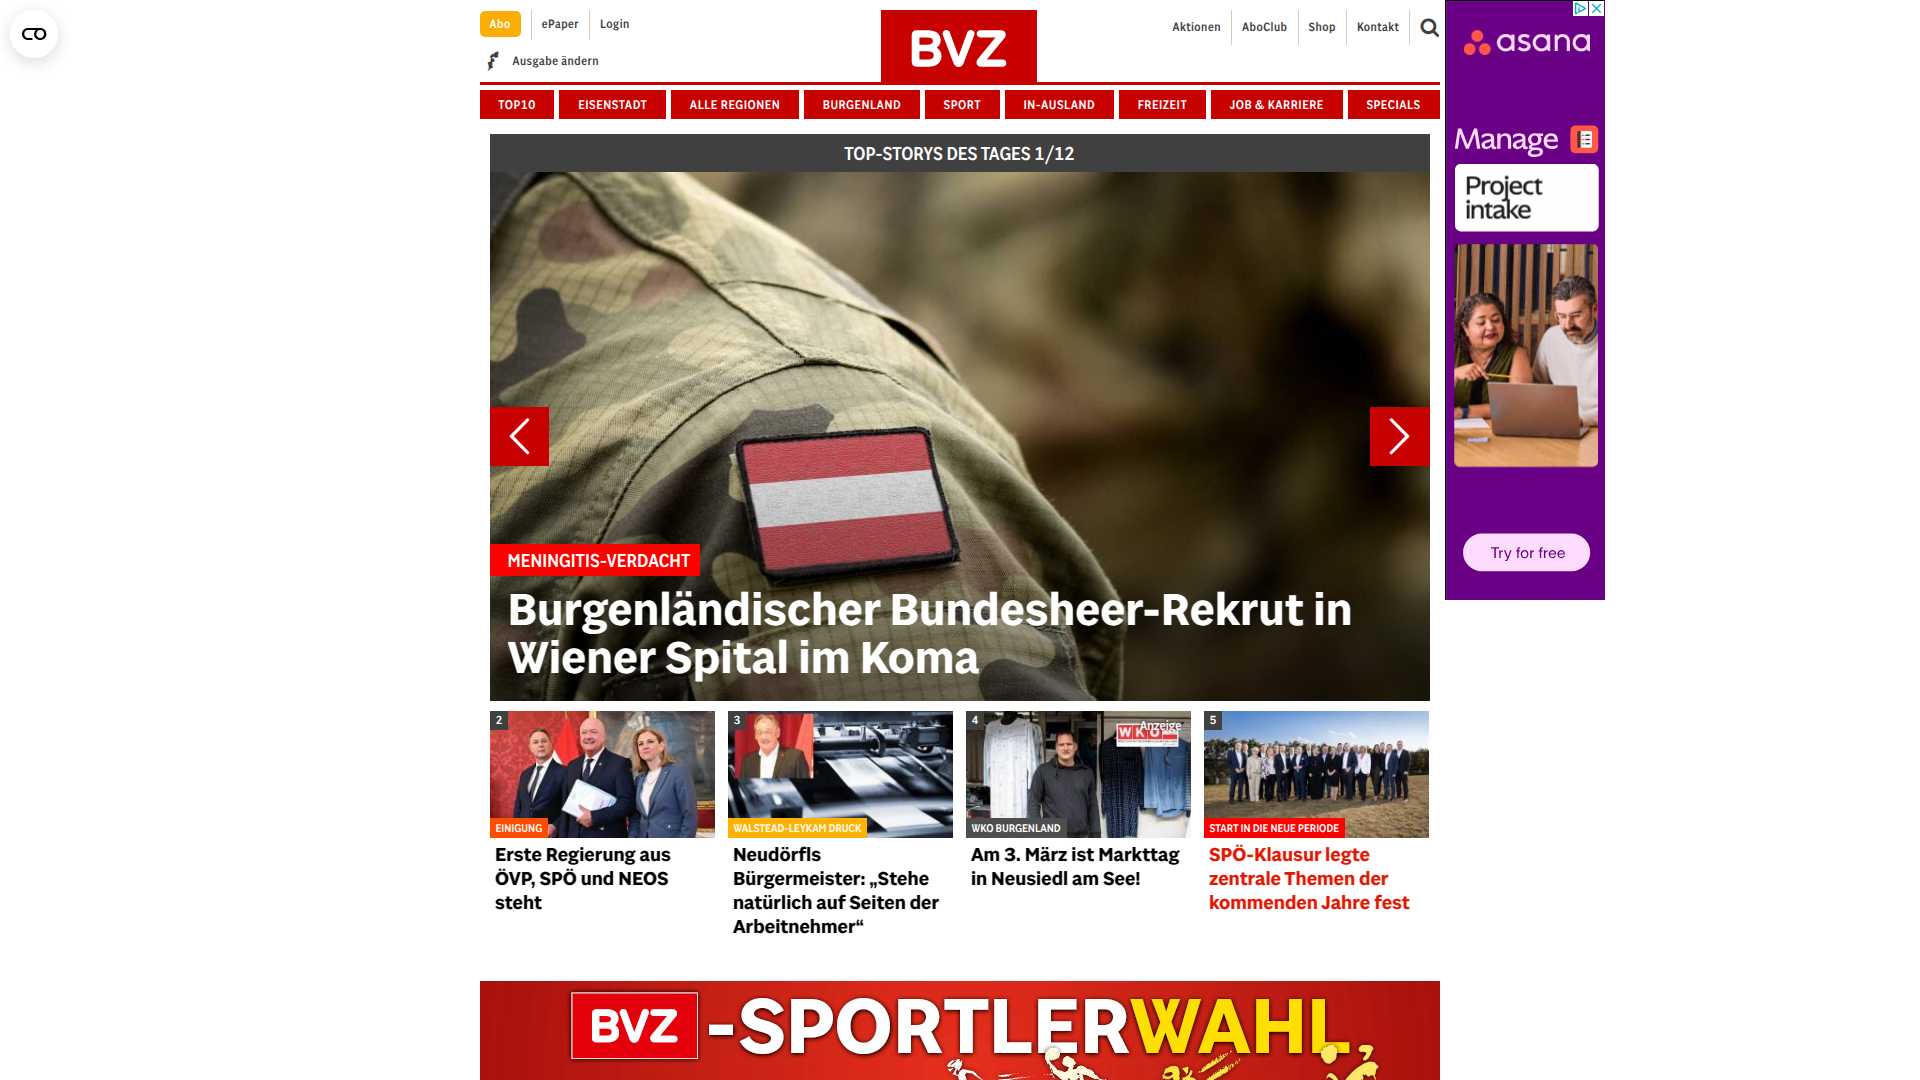 Abo
ePaper
Login
Ausgabe ändern
BVZ
Aktionen
AboClub
Shop
Kontakt
TOP10
EISENSTADT
ALLE REGIONEN
BURGENLAND
SPORT
IN-AUSLAND
FREIZEIT
JOB & KARRIERE
SPECIALS
TOP-STORYS DES TAGES 1/12
MENINGITIS-VERDACHT
Burgenländischer Bundesheer-Rekrut in
Wiener Spital im Koma
2
EINIGUNG
Erste Regierung aus
ÖVP, SPÖ und NEOS
steht
3
WALSTEAD-LEYKAM DRUCK
Neudörfls
Bürgermeister: „Stehe
natürlich auf Seiten der
Arbeitnehmer“
4
Anzeige
WKO
WKO BURGENLAND
Am 3. März ist Markttag
in Neusiedl am See!
5
START IN DIE NEUE PERIODE
SPÖ-Klausur legte
zentrale Themen der
kommenden Jahre fest
BVZ -SPORTLERWAHL
asana
Manage
Project
intake
Try for free